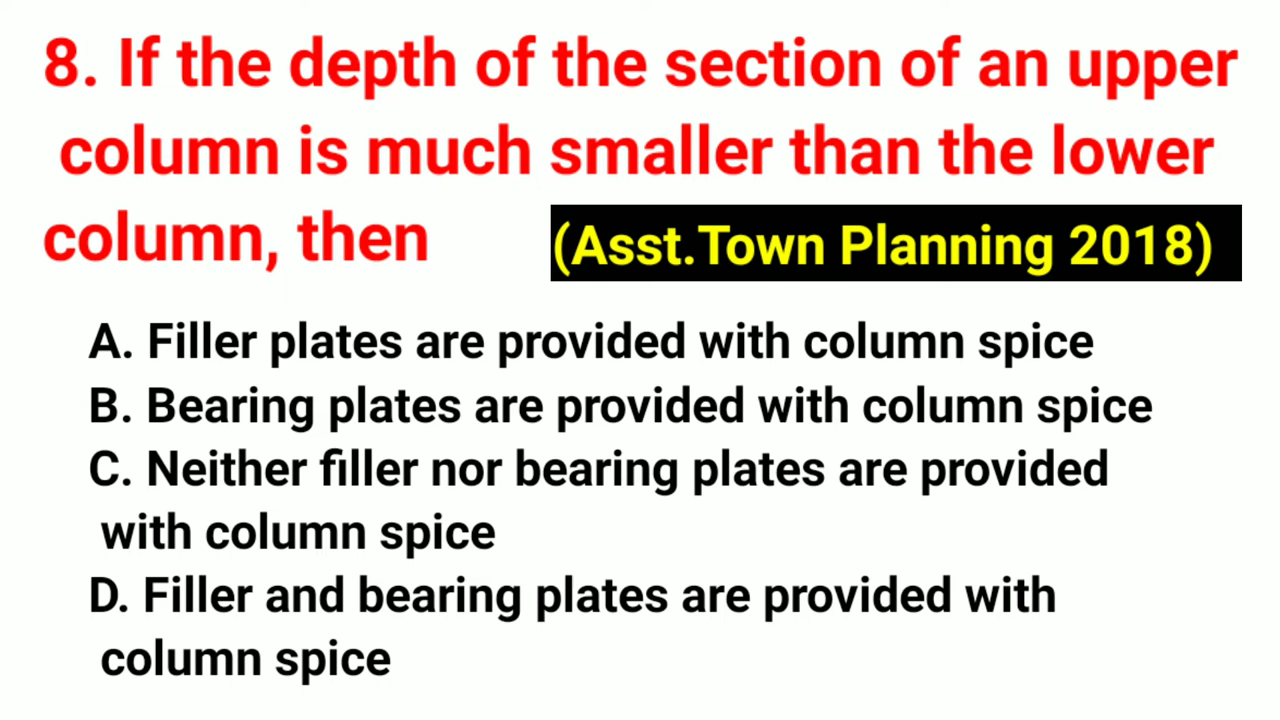 8. If the depth of the section of an upper
column is much smaller than the lower
column, then (Asst.Town Planning 2018)
A. Filler plates are provided with column spice
B. Bearing plates are provided with column spice
C. Neither filler nor bearing plates are provided
with column spice
D. Filler and bearing plates are provided with
column spice